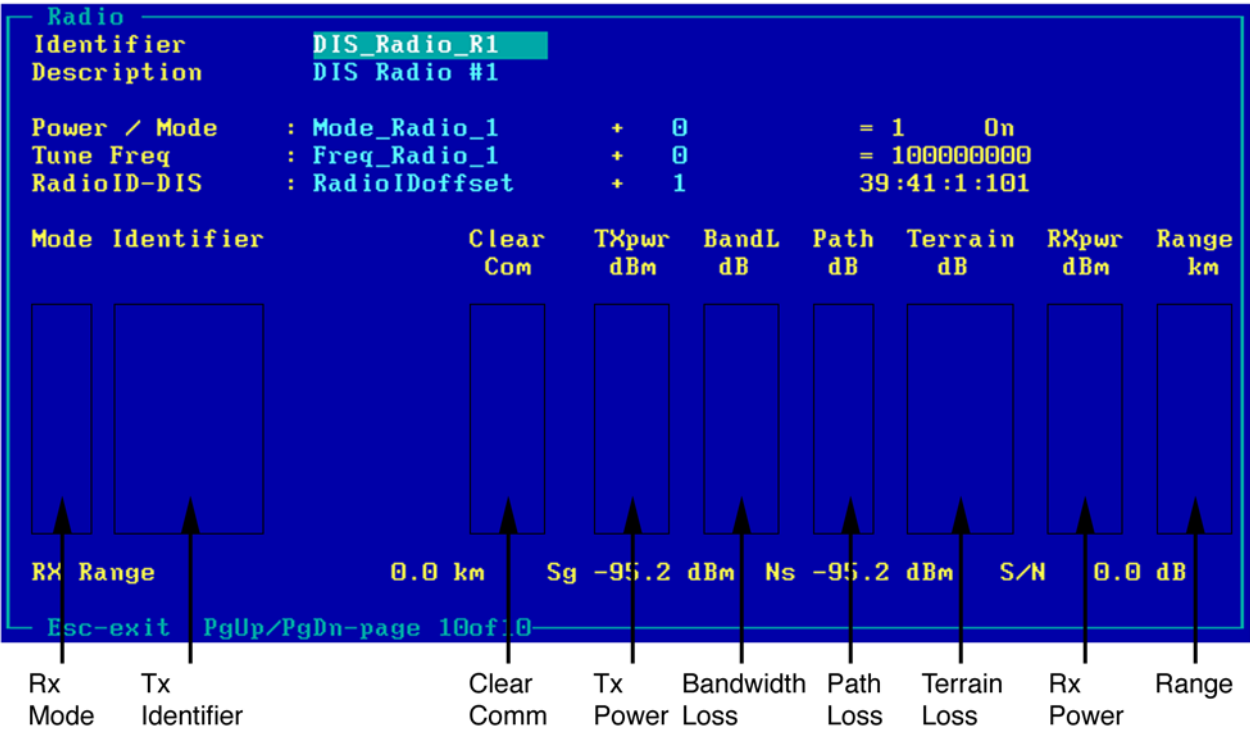 Radio
Identifier DIS_Radio_R1
Description DIS Radio #1
Power / Mode : Mode_Radio_1 + 0 = 1 On
Tune Freq : Freq_Radio_1 + 0 = 100000000
RadioID-DIS : RadioIDoffset + 1 39:41:1:101
Mode Identifier Clear TXpwr BandL Path Terrain RXpwr Range
Com dBm dB dB dB dBm km
RX Range 0.0 km Sg -95.2 dBm Ns -95.2 dBm S/N 0.0 dB
Esc-exit PgUp/PgDn-page 10of10
Rx Tx Clear Tx Bandwidth Path Terrain Rx Range
Mode Identifier Comm Power Loss Loss Loss Power